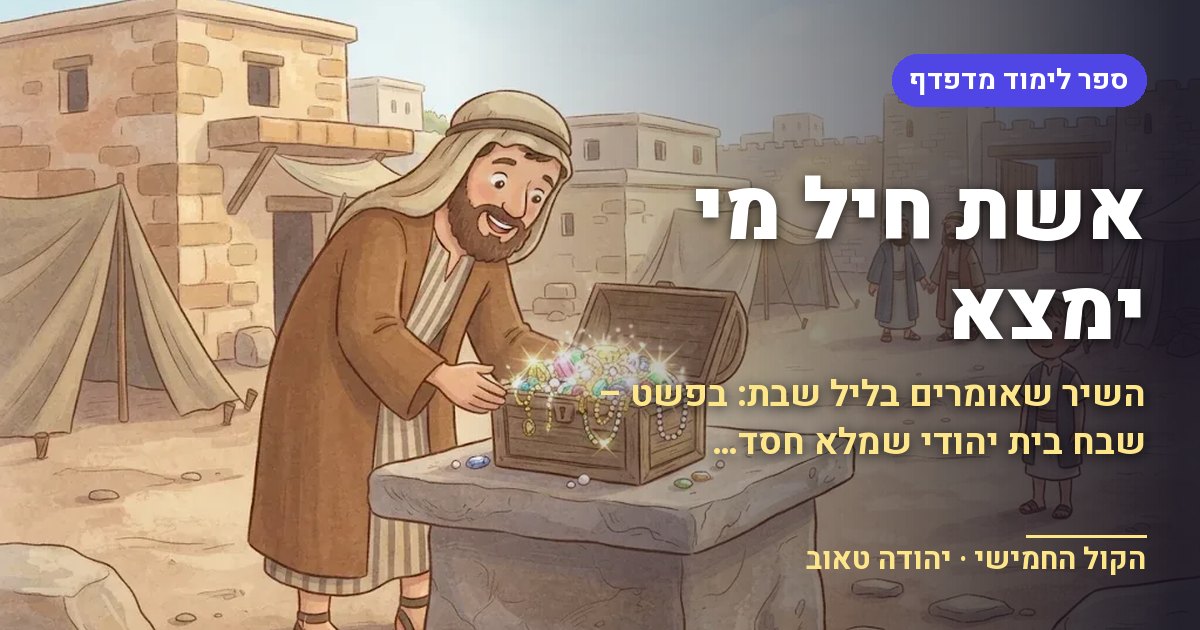 ספר לימוד מדפדף
אשת חיל מי
ימצא
השיר שאומרים בליל שבת: בפשט –
שבח בית יהודי שמלא חסד...
הקול החמישי · יהודה טאוב